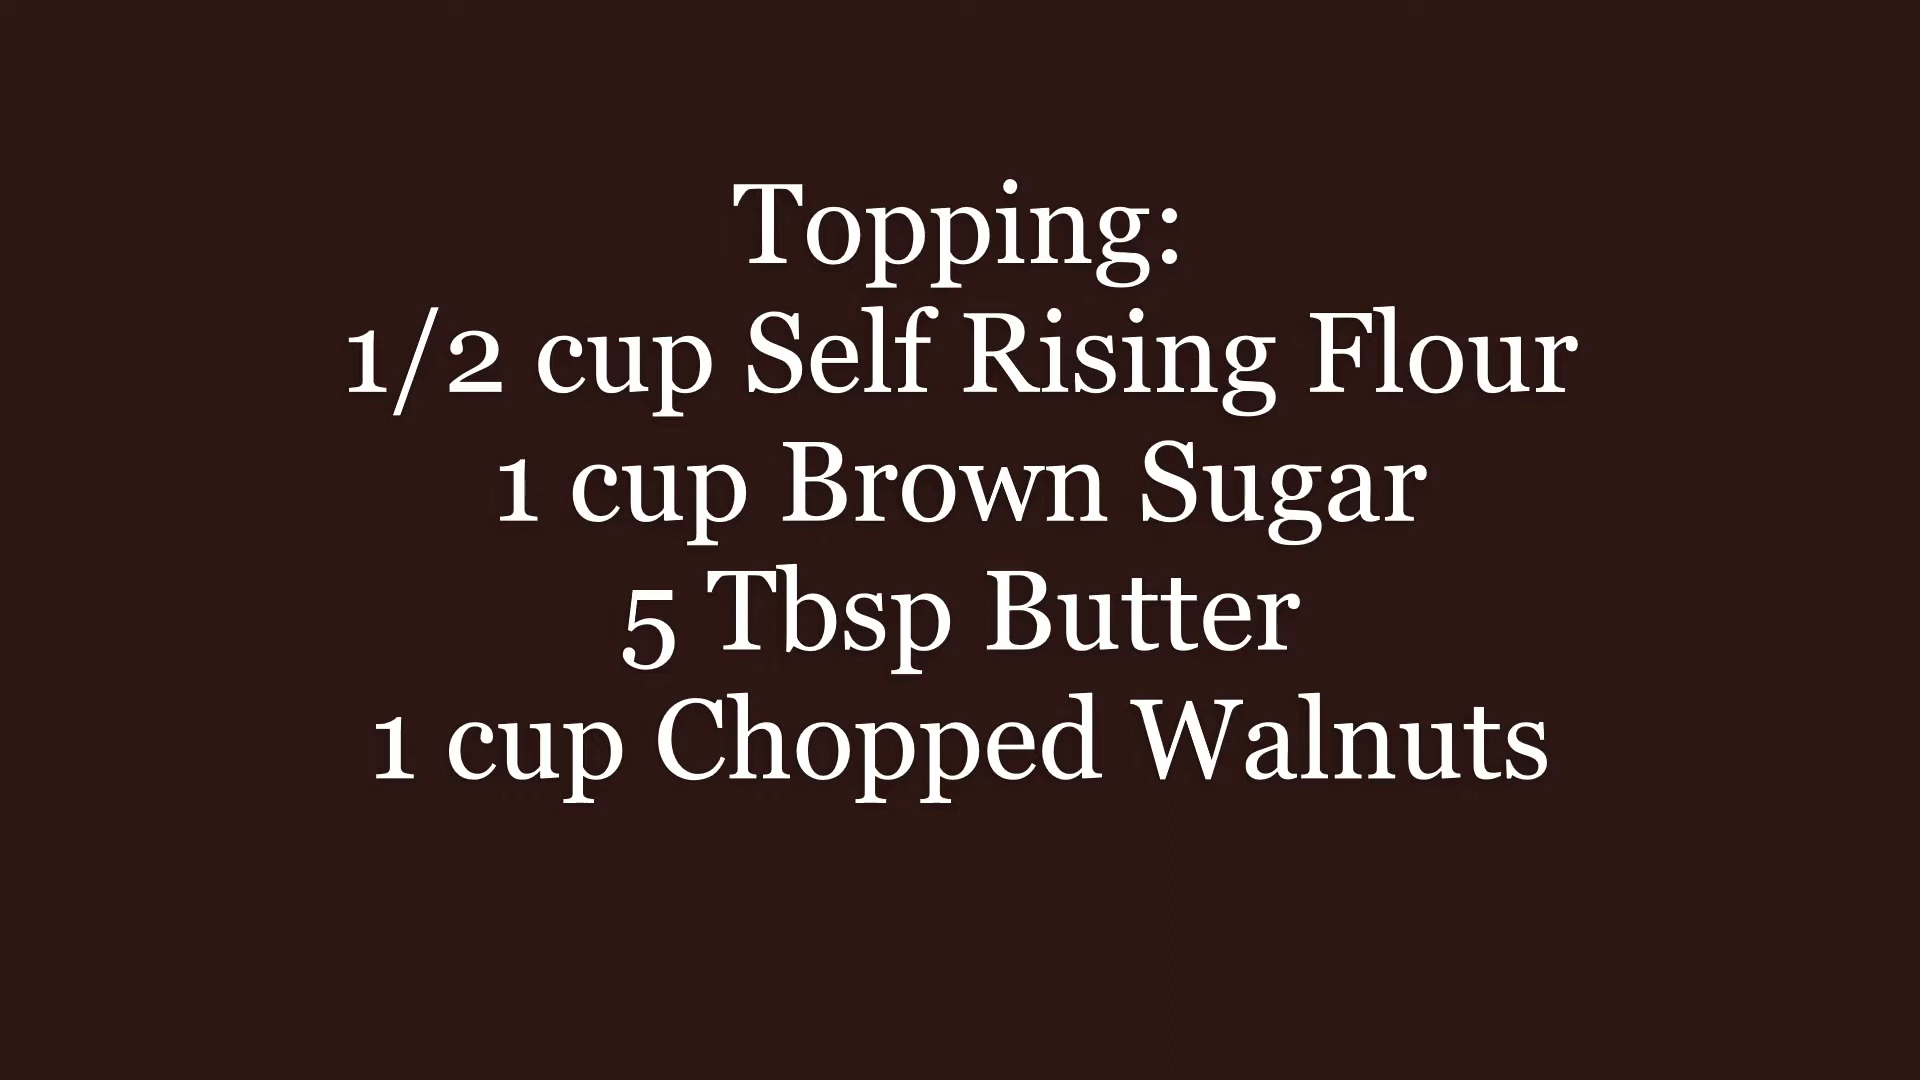 Topping:
1/2 cup Self Rising Flour
1 cup Brown Sugar
5 Tbsp Butter
1 cup Chopped Walnuts